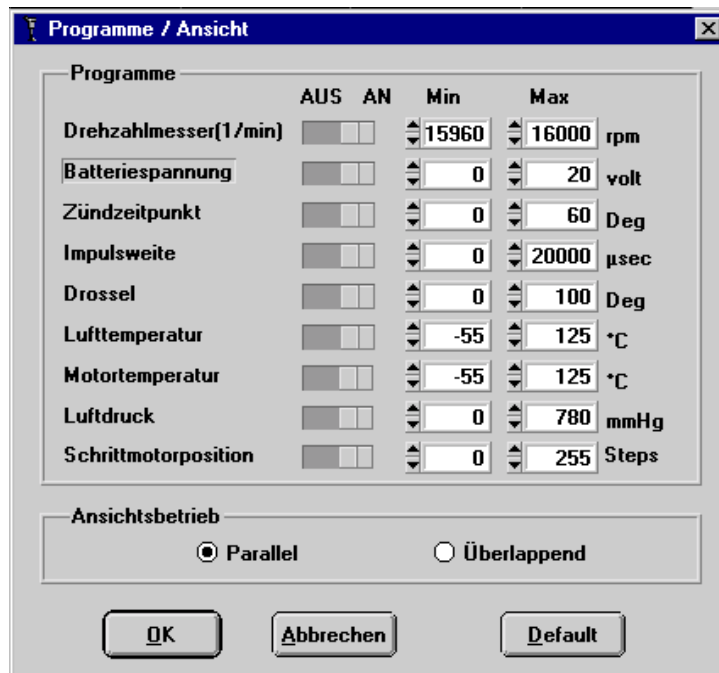 Programme / Ansicht
Programme
AUS AN Min Max
Drehzahlmesser(1/min) 15960 16000 rpm
Batteriespannung 0 20 volt
Zündzeitpunkt 0 60 Deg
Impulsweite 0 20000 µsec
Drossel 0 100 Deg
Lufttemperatur -55 125 °C
Motortemperatur -55 125 °C
Luftdruck 0 780 mmHg
Schrittmotorposition 0 255 Steps
Ansichtsbetrieb
Parallel Überlappend
OK Abbrechen Default